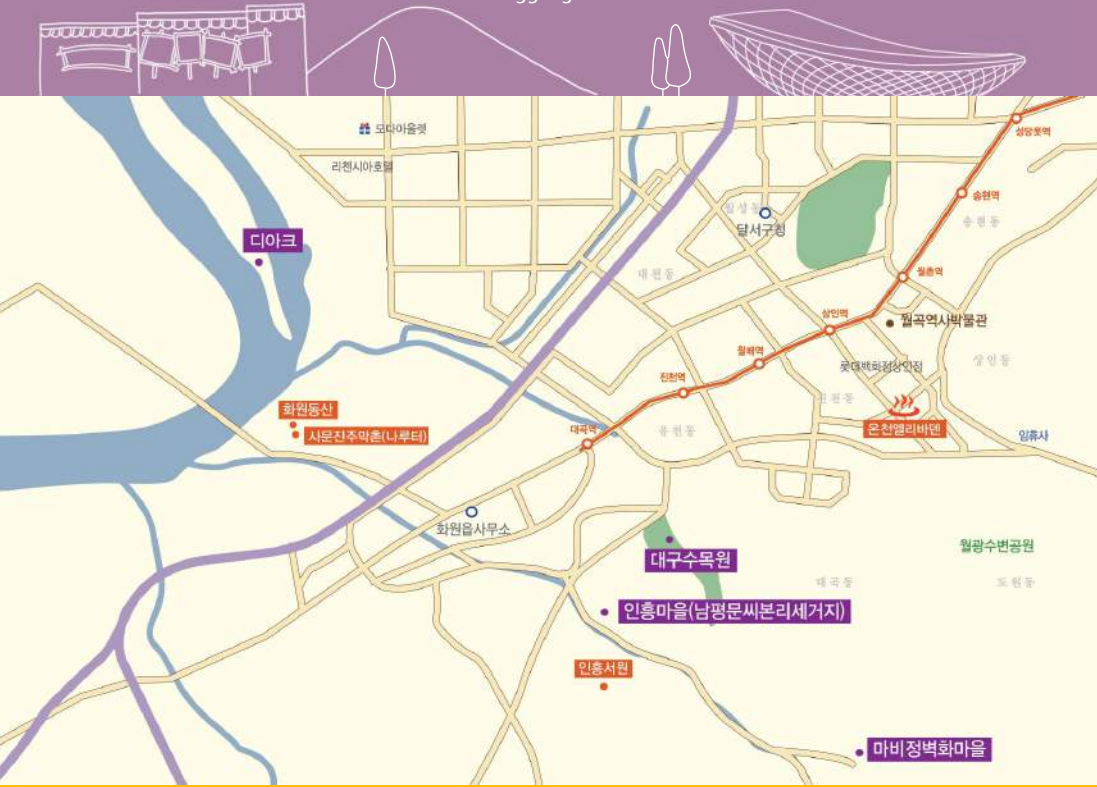 모다아울렛
성당못역
리천시아호텔
송현역
월성동
송현동
달서구청
디아크
대천동
월촌역
상인역
월곡역사박물관
월배역
상인동
롯데백화점상인점
진천역
진천동
화원동산
대곡역
유천동
온천엘리바덴
사문진주막촌(나루터)
임휴사
화원읍사무소
월광수변공원
대구수목원
대곡동
도원동
인흥마을(남평문씨본리세거지)
인흥서원
마비정벽화마을